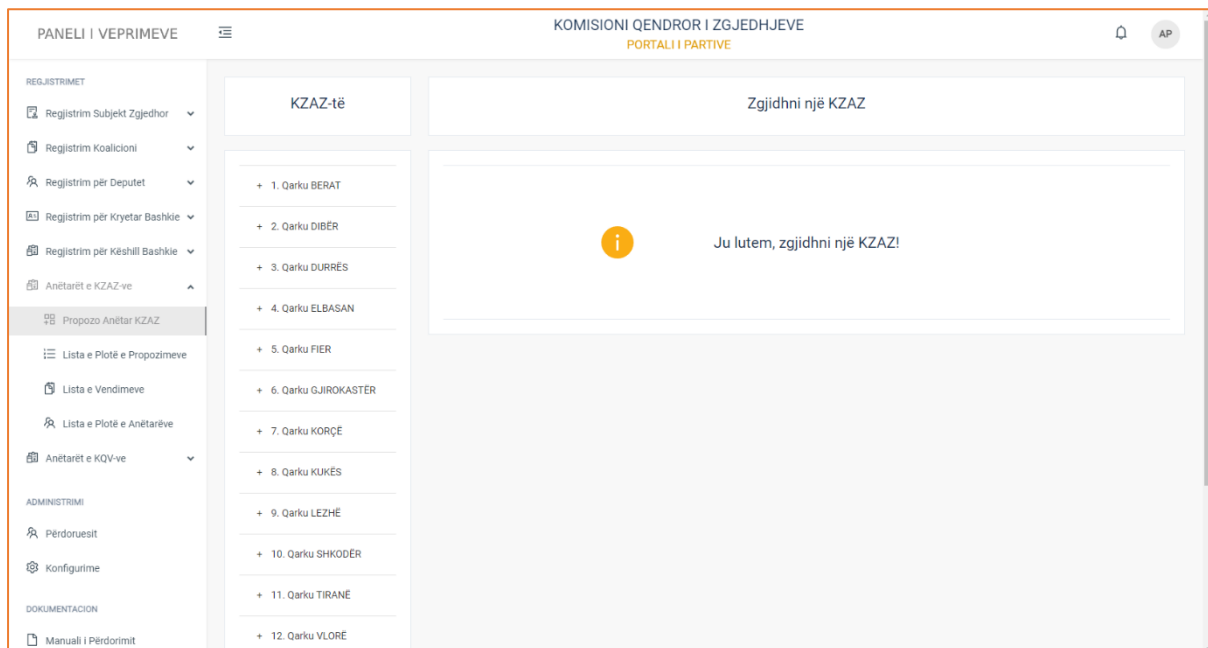 PANELI I VEPRIMEVE
KOMISIONI QENDROR I ZGJEDHJEVE
PORTALI I PARTIVE
AP
REGJISTRIMET
Regjistrim Subjekt Zgjedhor
Regjistrim Koalicioni
Regjistrim për Deputet
Regjistrim për Kryetar Bashkie
Regjistrim për Këshill Bashkie
Anëtarët e KZAZ-ve
Propozo Anëtar KZAZ
Lista e Plotë e Propozimeve
Lista e Vendimeve
Lista e Plotë e Anëtarëve
Anëtarët e KQV-ve
ADMINISTRIMI
Përdoruesit
Konfigurime
DOKUMENTACION
Manuali i Përdorimit
KZAZ-të
+ 1. Qarku BERAT
+ 2. Qarku DIBËR
+ 3. Qarku DURRËS
+ 4. Qarku ELBASAN
+ 5. Qarku FIER
+ 6. Qarku GJIROKASTËR
+ 7. Qarku KORÇË
+ 8. Qarku KUKËS
+ 9. Qarku LEZHË
+ 10. Qarku SHKODËR
+ 11. Qarku TIRANË
+ 12. Qarku VLORË
Zgjidhni një KZAZ
Ju lutem, zgjidhni një KZAZ!